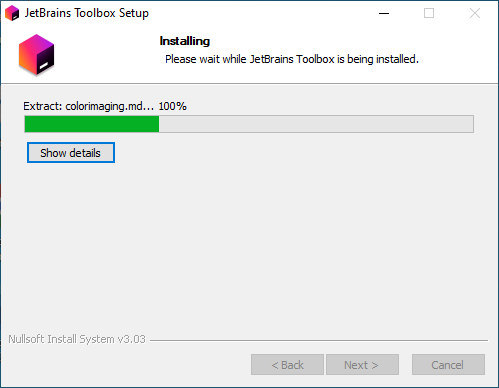 JetBrains Toolbox Setup
Installing
Please wait while JetBrains Toolbox is being installed.
Extract: colorimaging.md... 100%
Show details
Nullsoft Install System v3.03
< Back
Next >
Cancel